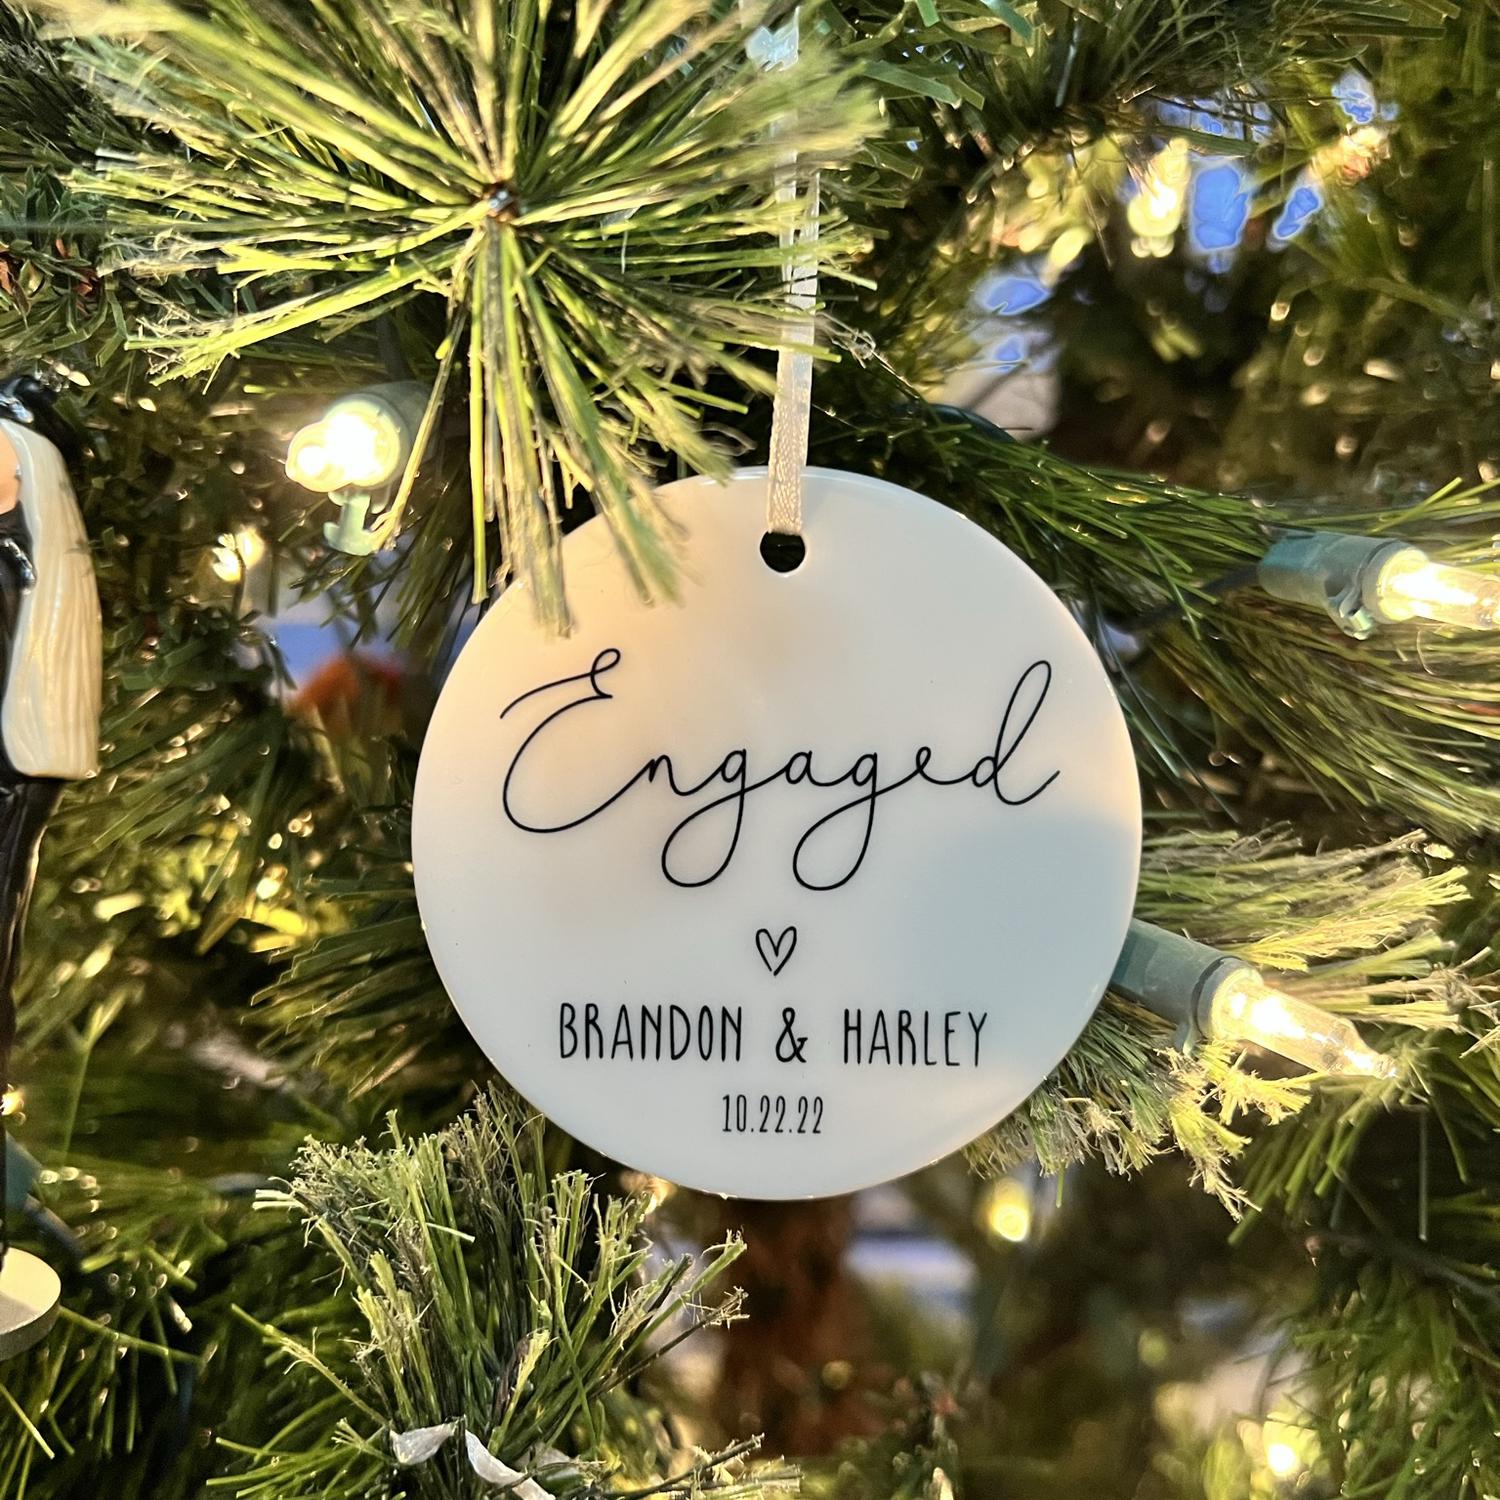 Engaged
BRANDON & HARLEY
10.22.22